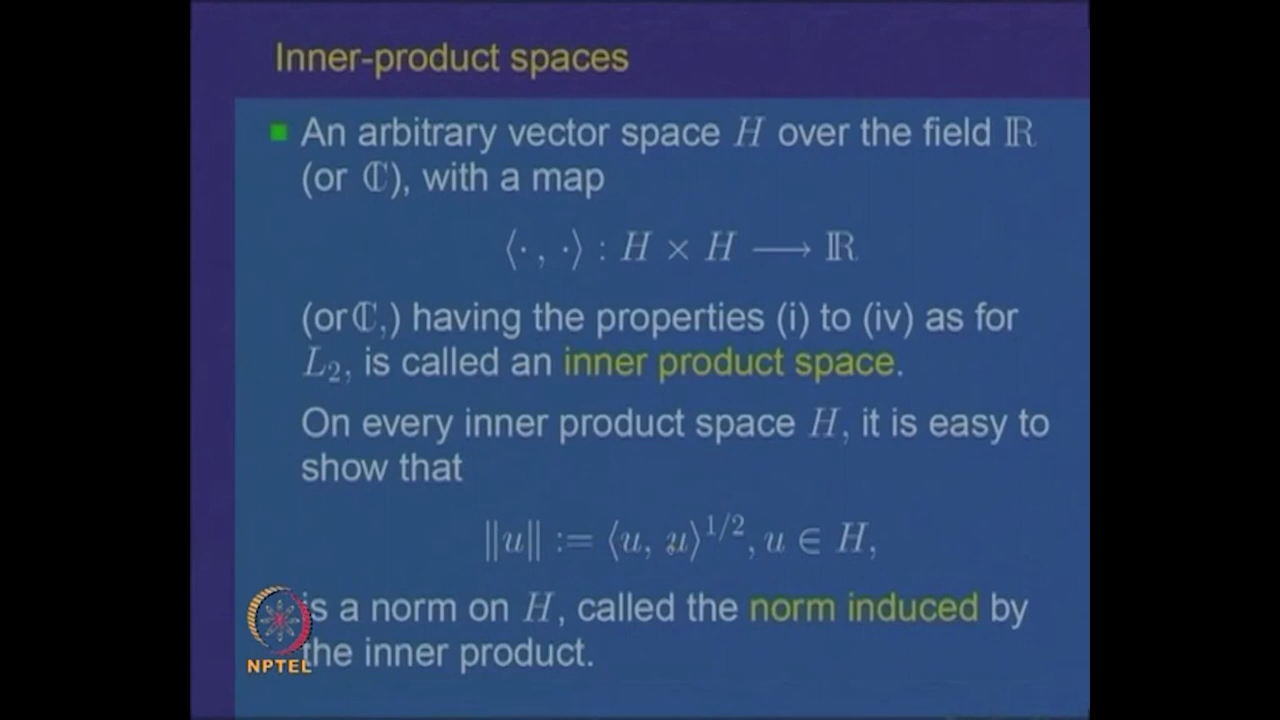 Inner-product spaces
An arbitrary vector space H over the field ℝ
(or ℂ), with a map
⟨· , ·⟩ : H × H ⟶ ℝ
(or ℂ,) having the properties (i) to (iv) as for
L₂, is called an inner product space.
On every inner product space H, it is easy to
show that
‖u‖ := ⟨u, u⟩^{1/2}, u ∈ H,
is a norm on H, called the norm induced by
the inner product.
NPTEL